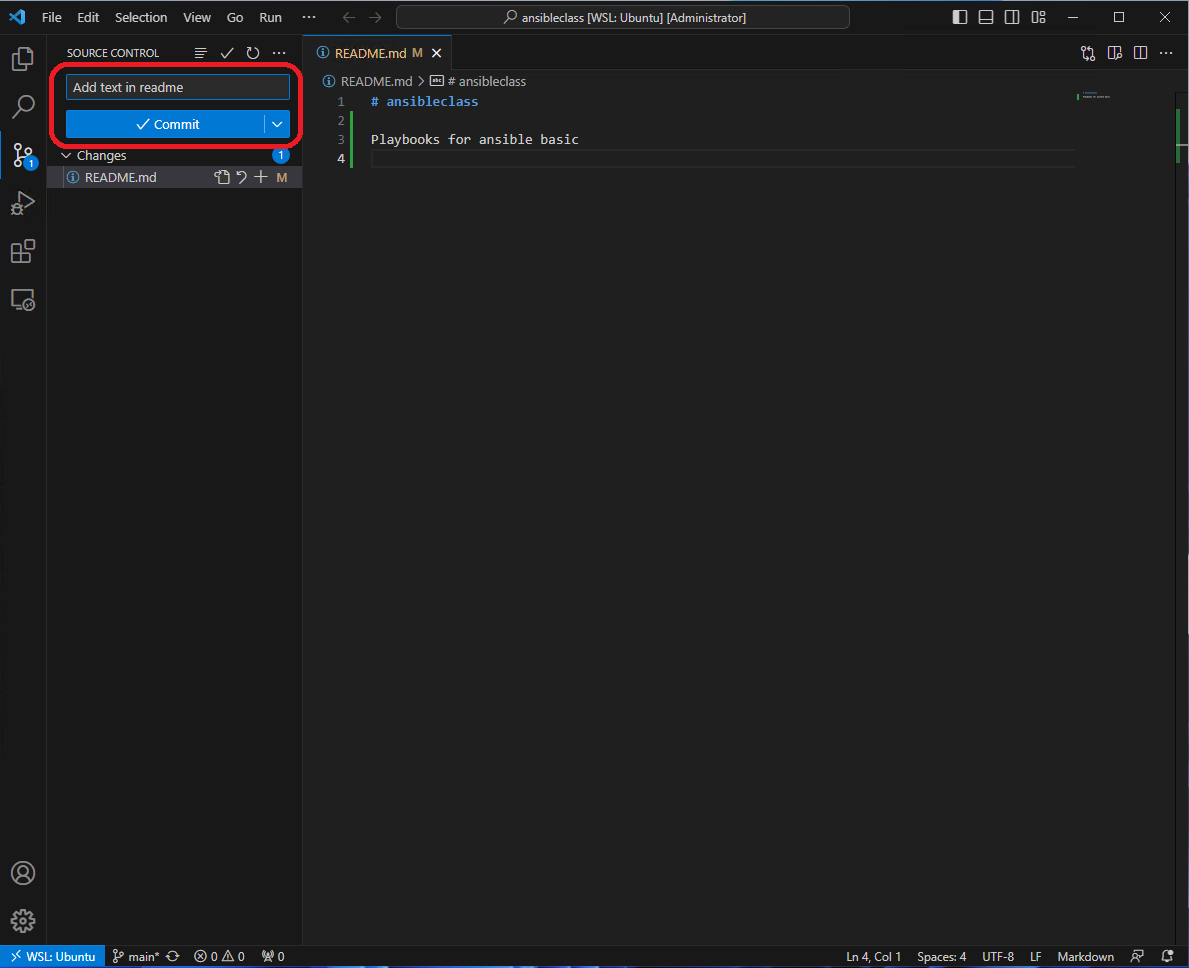 File Edit Selection View Go Run ··· ansibleclass [WSL: Ubuntu] [Administrator]
SOURCE CONTROL
README.md M
Add text in readme
README.md > # ansibleclass
Commit
Changes 1
README.md M
1
1 # ansibleclass
2
3 Playbooks for ansible basic
4
WSL: Ubuntu main* 0 0 0 Ln 4, Col 1 Spaces: 4 UTF-8 LF Markdown